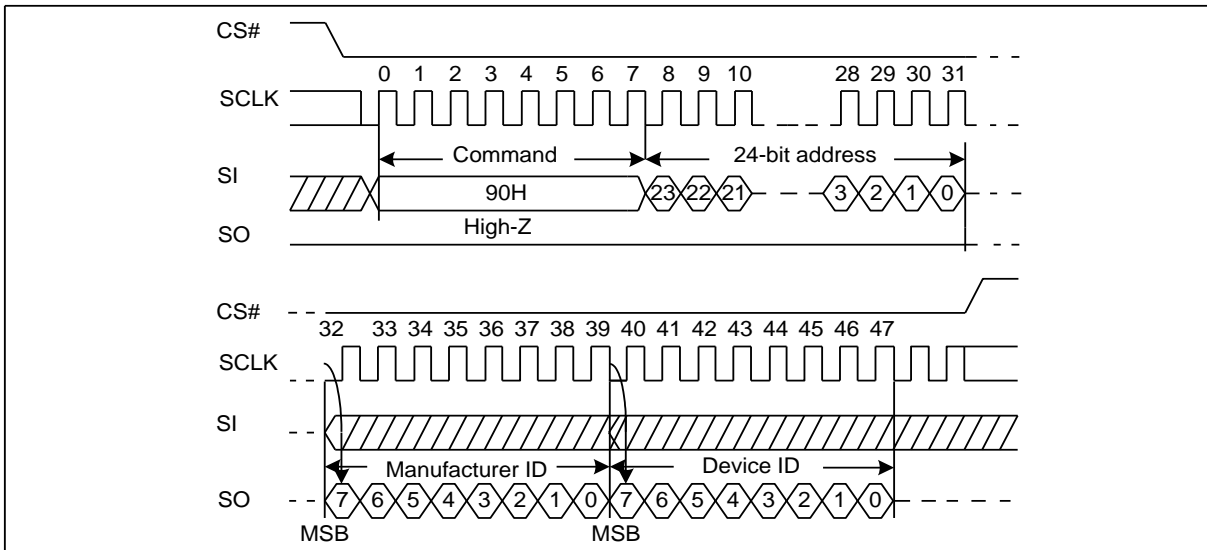 CS#
0 1 2 3 4 5 6 7 8 9 10 28 29 30 31
SCLK
Command 24-bit address
SI
90H 23 22 21 3 2 1 0
High-Z
SO
CS#
32 33 34 35 36 37 38 39 40 41 42 43 44 45 46 47
SCLK
SI
Manufacturer ID Device ID
SO 7 6 5 4 3 2 1 0 7 6 5 4 3 2 1 0
MSB MSB